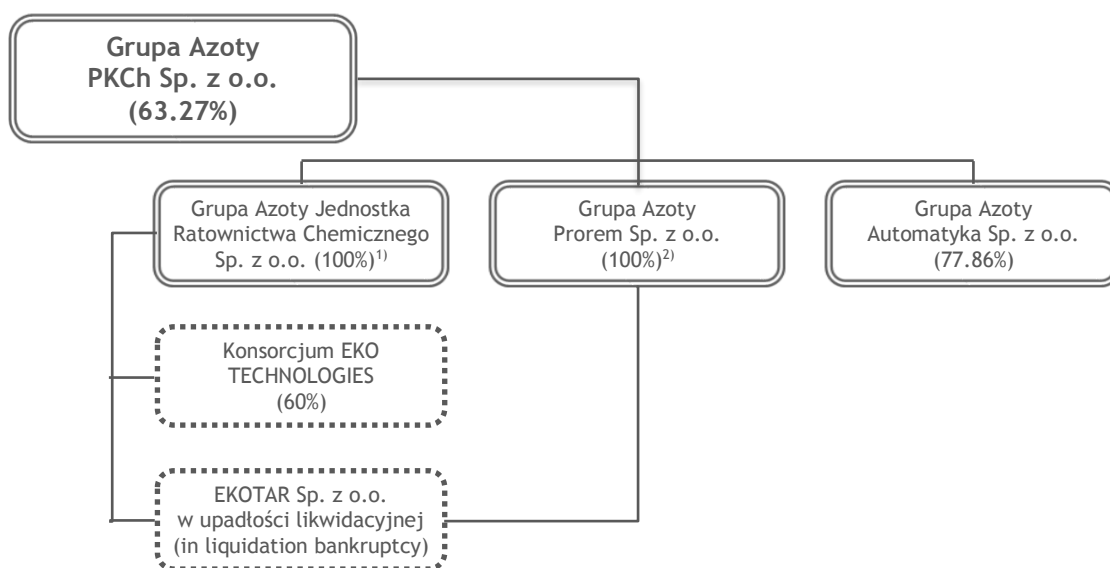 Grupa Azoty
PKCh Sp. z o.o.
(63.27%)
Grupa Azoty Jednostka
Ratownictwa Chemicznego
Sp. z o.o. (100%)1)
Grupa Azoty
Prorem Sp. z o.o.
(100%)2)
Grupa Azoty
Automatyka Sp. z o.o.
(77.86%)
Konsorcjum EKO
TECHNOLOGIES
(60%)
EKOTAR Sp. z o.o.
w upadłości likwidacyjnej
(in liquidation bankruptcy)